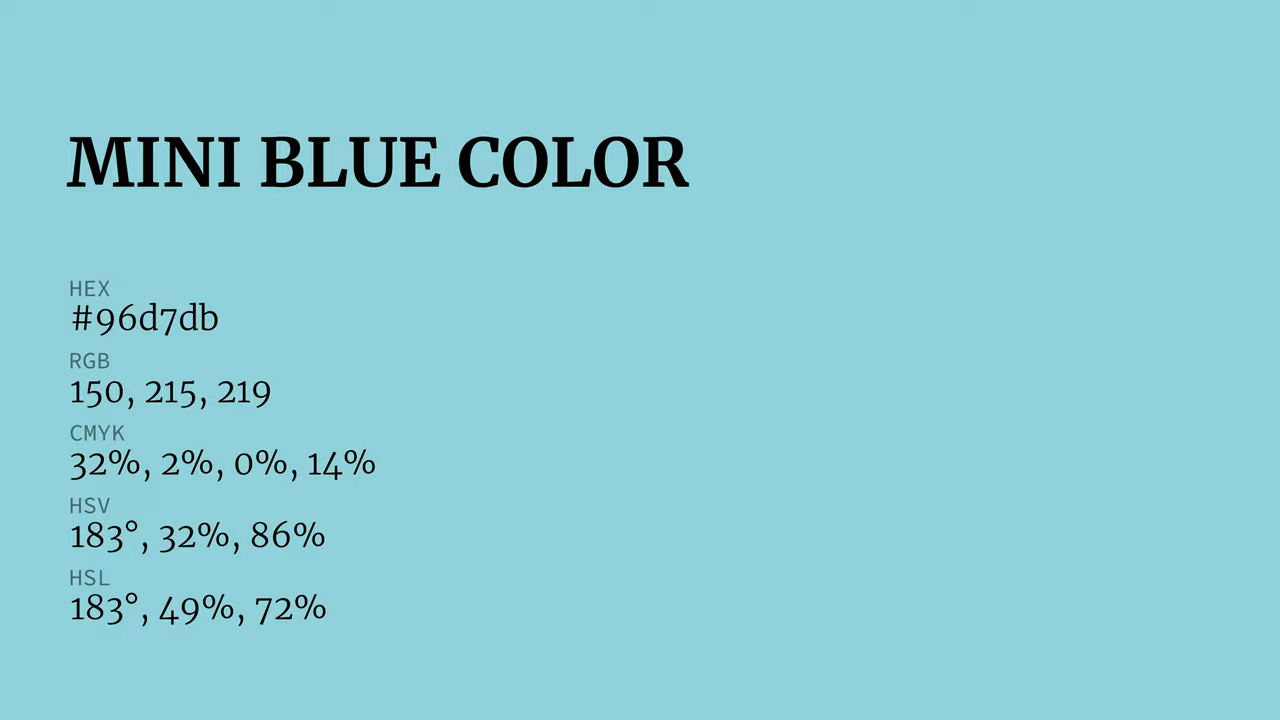 MINI BLUE COLOR
HEX
#96d7db
RGB
150, 215, 219
CMYK
32%, 2%, 0%, 14%
HSV
183°, 32%, 86%
HSL
183°, 49%, 72%